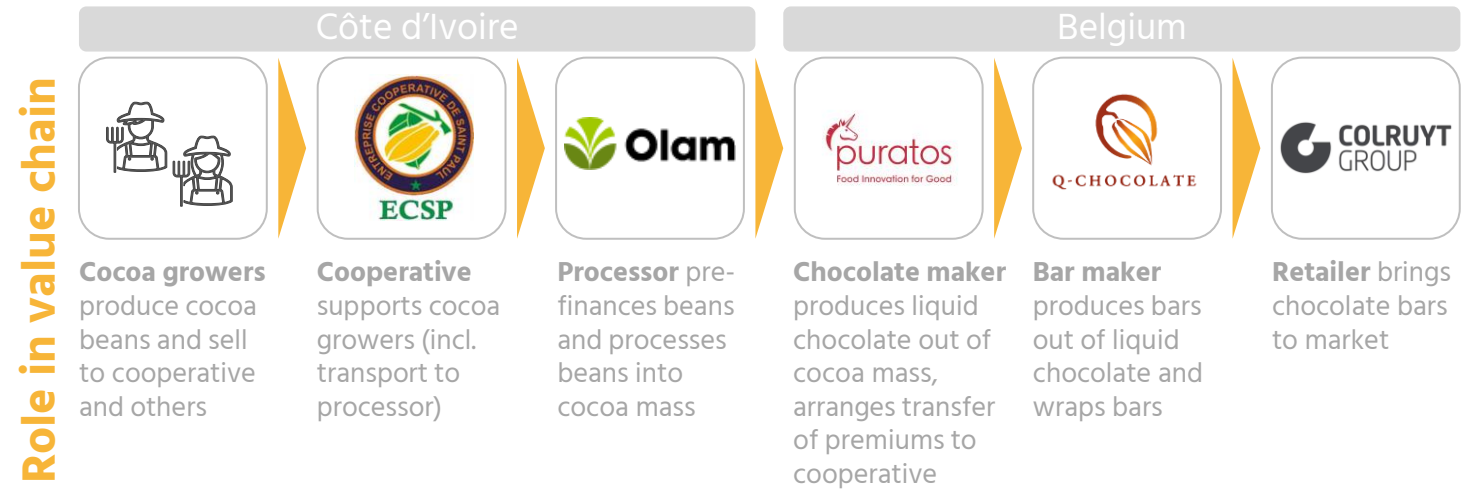 Côte d’Ivoire
Belgium
Role in value chain
ENTREPRISE COOPERATIVE DE SAINT PAUL
ECSP
Olam
puratos
Food Innovation for Good
Q-CHOCOLATE
COLRUYT
GROUP
Cocoa growers
produce cocoa
beans and sell
to cooperative
and others
Cooperative
supports cocoa
growers (incl.
transport to
processor)
Processor pre-
finances beans
and processes
beans into
cocoa mass
Chocolate maker
produces liquid
chocolate out of
cocoa mass,
arranges transfer
of premiums to
cooperative
Bar maker
produces bars
out of liquid
chocolate and
wraps bars
Retailer brings
chocolate bars
to market